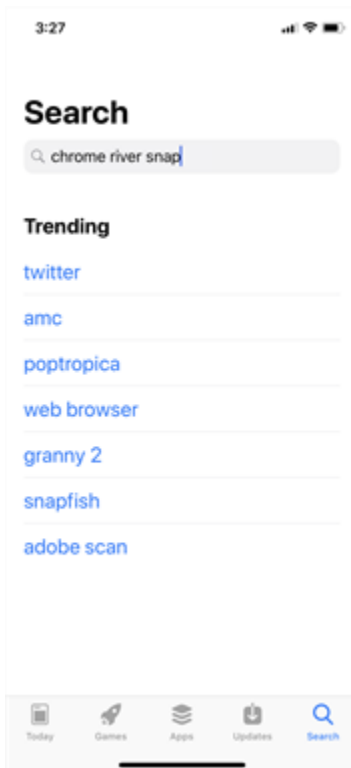 3:27
Search
chrome river snap
Trending
twitter
amc
poptropica
web browser
granny 2
snapfish
adobe scan
Today Games Apps Updates Search